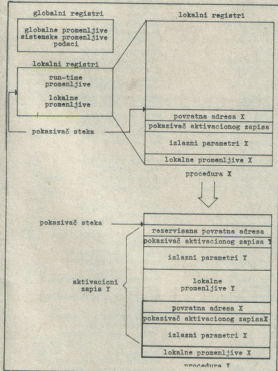 globalni registri
globalne promenljive
sistemske promenljive
podaci
lokalni registri
run-time
promenljive
lokalne
promenljive
pokazivač steka
lokalni registri
povratna adresa X
pokazivač aktivacionog zapisa X
izlazni parametri X
lokalne promenljive X
procedura X
pokazivač steka
reservisana povratna adresa
pokazivač aktivacionog zapisa Y
izlazni parametri Y
lokalne
promenljive Y
aktivacioni
zapis Y
povratna adresa X
pokazivač aktivacionog zapisaX
izlazni parametri X
lokalne promenljive X
procedura Y